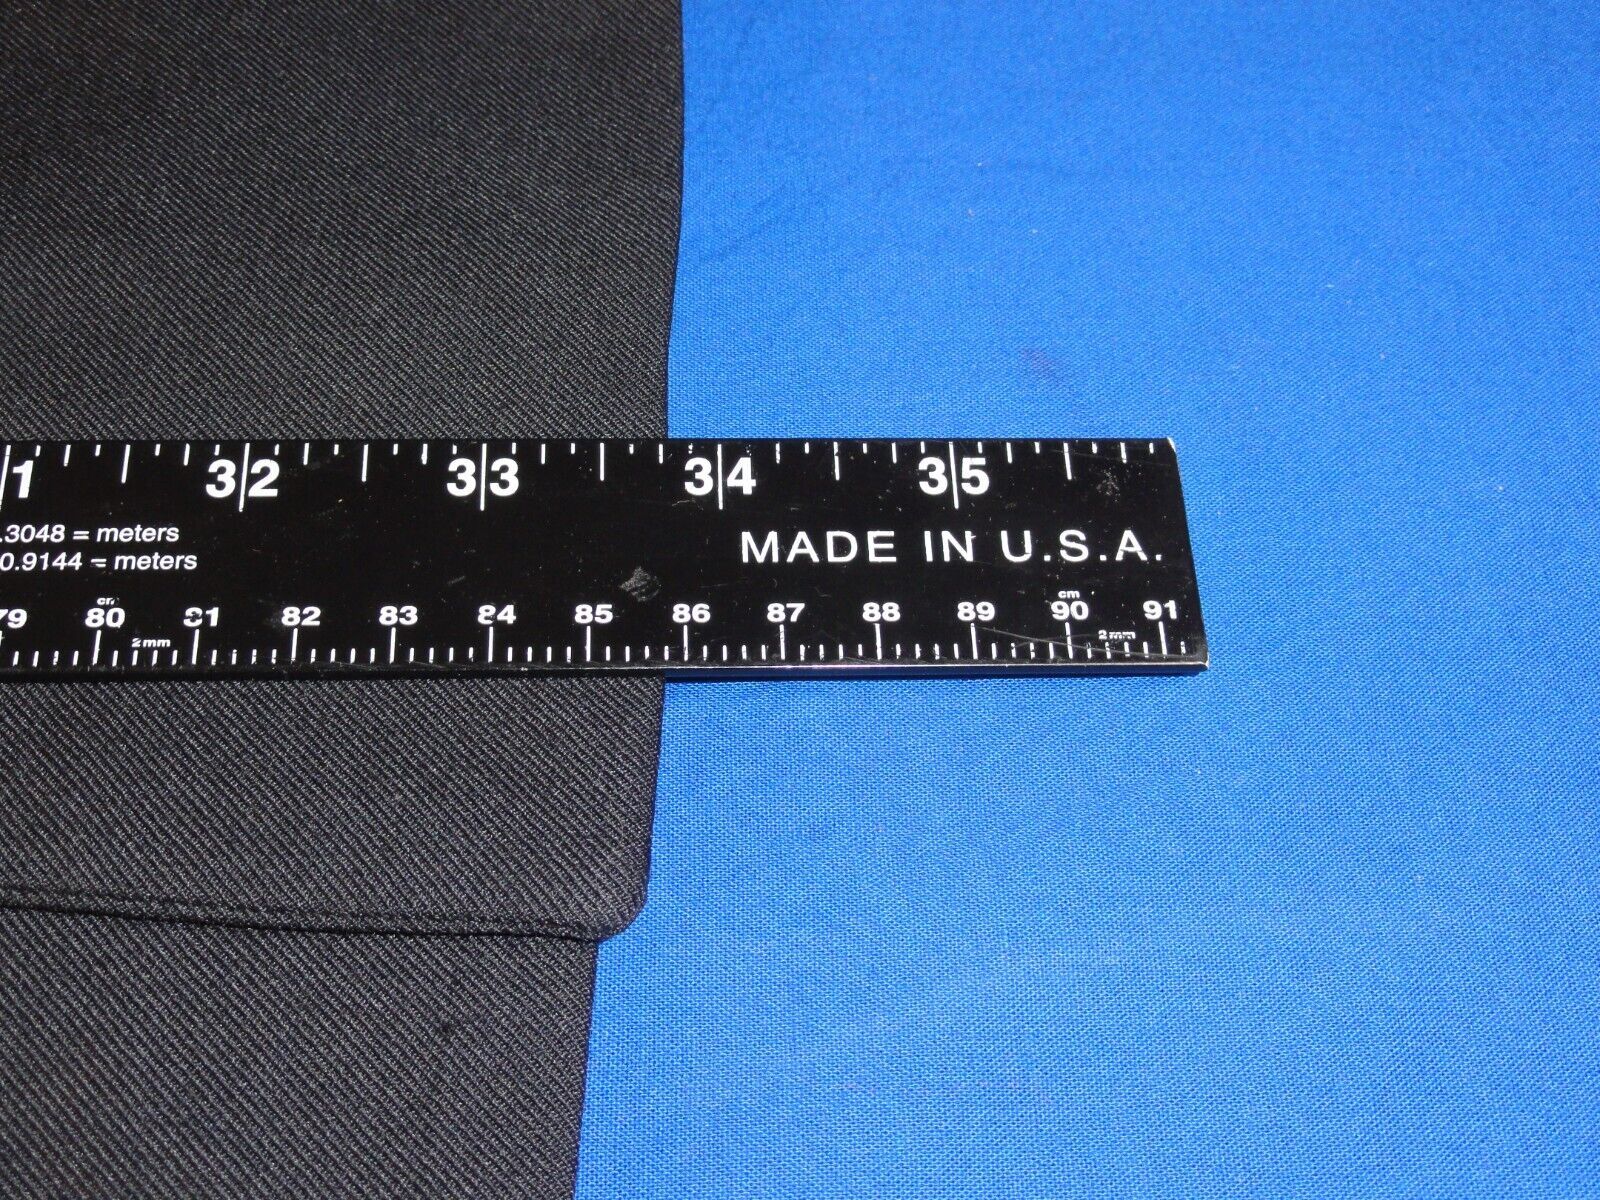 1 32 33 34 35
.3048 = meters
0.9144 = meters
MADE IN U.S.A.
cm cm
79 80 81 82 83 84 85 86 87 88 89 90 91
2mm 2mm